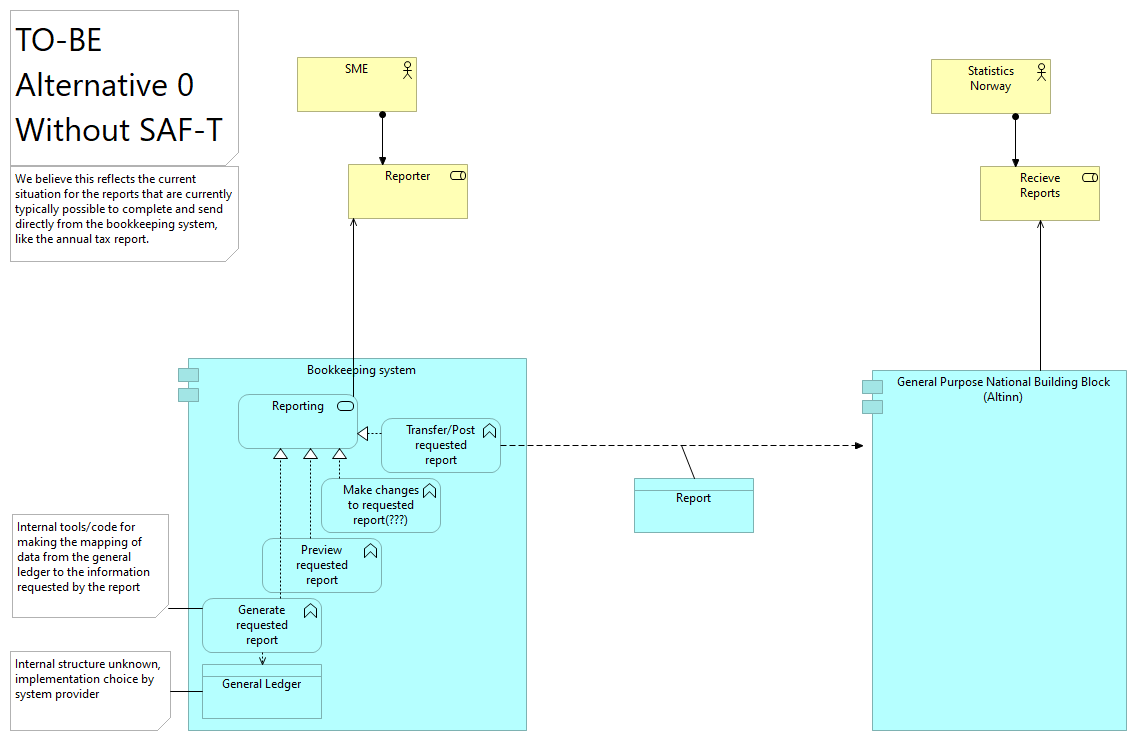 TO-BE
Alternative 0
Without SAF-T
We believe this reflects the current
situation for the reports that are currently
typically possible to complete and send
directly from the bookkeeping system,
like the annual tax report.
SME
Reporter
Statistics
Norway
Recieve
Reports
Bookkeeping system
Reporting
Transfer/Post
requested
report
Make changes
to requested
report(???)
Preview
requested
report
Generate
requested
report
General Ledger
Internal tools/code for
making the mapping of
data from the general
ledger to the information
requested by the report
Internal structure unknown,
implementation choice by
system provider
Report
General Purpose National Building Block
(Altinn)